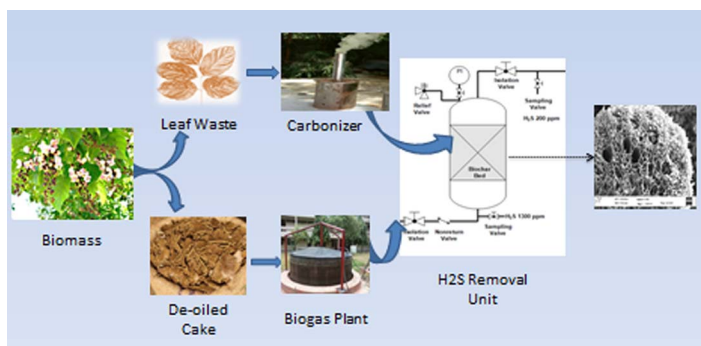 Leaf Waste
Carbonizer
Biomass
De-oiled
Cake
Biogas Plant
PI
Isolation
Valve
Relief
Valve
Sampling
Valve
H₂S 200 ppm
Biochar
Bed
Isolation
Valve
Nonreturn
Valve
Sampling
Valve
H₂S 1300 ppm
H2S Removal
Unit